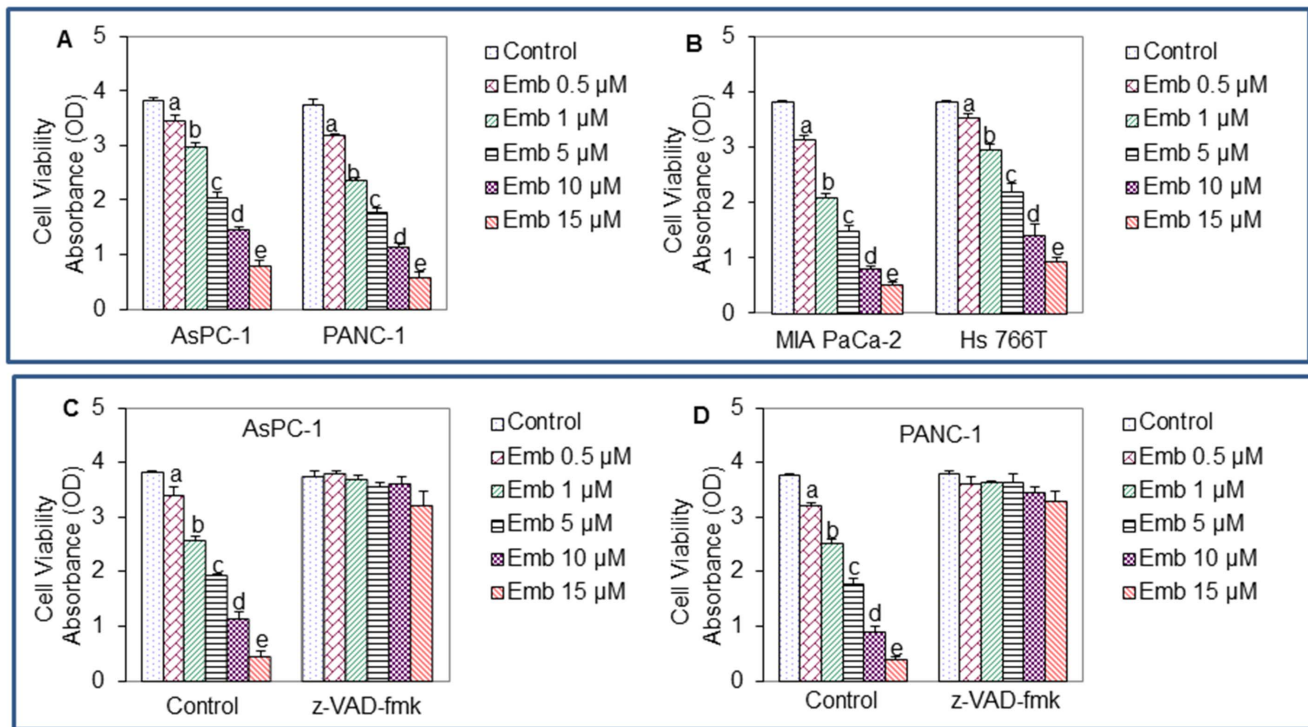 A
Cell Viability
Absorbance (OD)
5
4
3
2
1
0
a
b
c
d
e
a
b
c
d
e
AsPC-1
PANC-1
Control
Emb 0.5 µM
Emb 1 µM
Emb 5 µM
Emb 10 µM
Emb 15 µM
B
Cell Viability
Absorbance (OD)
5
4
3
2
1
0
a
b
c
d
e
a
b
c
d
e
MIA PaCa-2
Hs 766T
Control
Emb 0.5 µM
Emb 1 µM
Emb 5 µM
Emb 10 µM
Emb 15 µM
C
AsPC-1
Cell Viability
Absorbance (OD)
5
4
3
2
1
0
a
b
c
d
e
Control
z-VAD-fmk
Control
Emb 0.5 µM
Emb 1 µM
Emb 5 µM
Emb 10 µM
Emb 15 µM
D
PANC-1
Cell Viability
Absorbance (OD)
5
4
3
2
1
0
a
b
c
d
e
Control
z-VAD-fmk
Control
Emb 0.5 µM
Emb 1 µM
Emb 5 µM
Emb 10 µM
Emb 15 µM